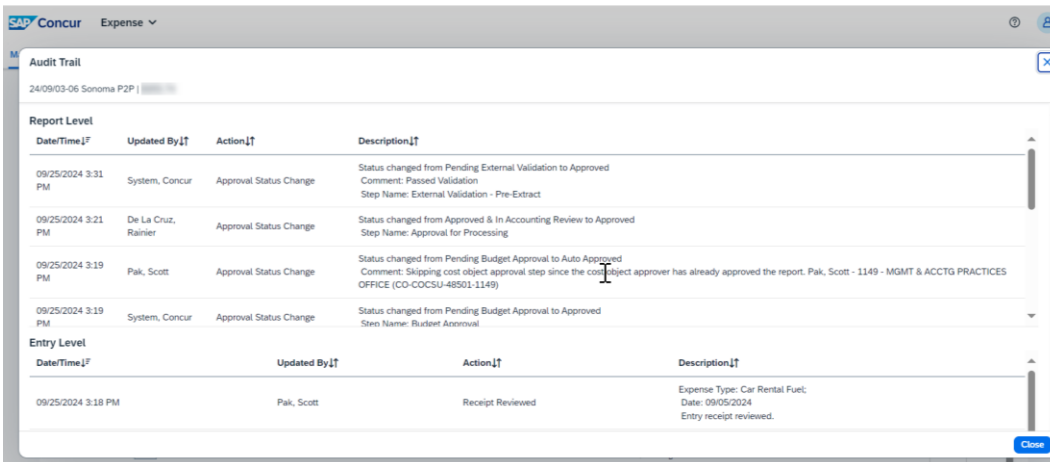 SAP Concur Expense
M
Audit Trail
24/09/03-06 Sonoma P2P |
Report Level
Date/Time Updated By Action Description
09/25/2024 3:31
PM
System, Concur
Approval Status Change
Status changed from Pending External Validation to Approved
Comment: Passed Validation
Step Name: External Validation - Pre-Extract
09/25/2024 3:21
PM
De La Cruz,
Rainier
Approval Status Change
Status changed from Approved & In Accounting Review to Approved
Step Name: Approval for Processing
09/25/2024 3:19
PM
Pak, Scott
Approval Status Change
Status changed from Pending Budget Approval to Auto Approved
Comment: Skipping cost object approval step since the cost object approver has already approved the report. Pak, Scott - 1149 - MGMT & ACCTG PRACTICES
OFFICE (CO-COCSU-48501-1149)
09/25/2024 3:19
PM
System, Concur
Approval Status Change
Status changed from Pending Budget Approval to Approved
Step Name: Budget Approval
Entry Level
Date/Time Updated By Action Description
09/25/2024 3:18 PM
Pak, Scott
Receipt Reviewed
Expense Type: Car Rental Fuel;
Date: 09/05/2024
Entry receipt reviewed.
Close